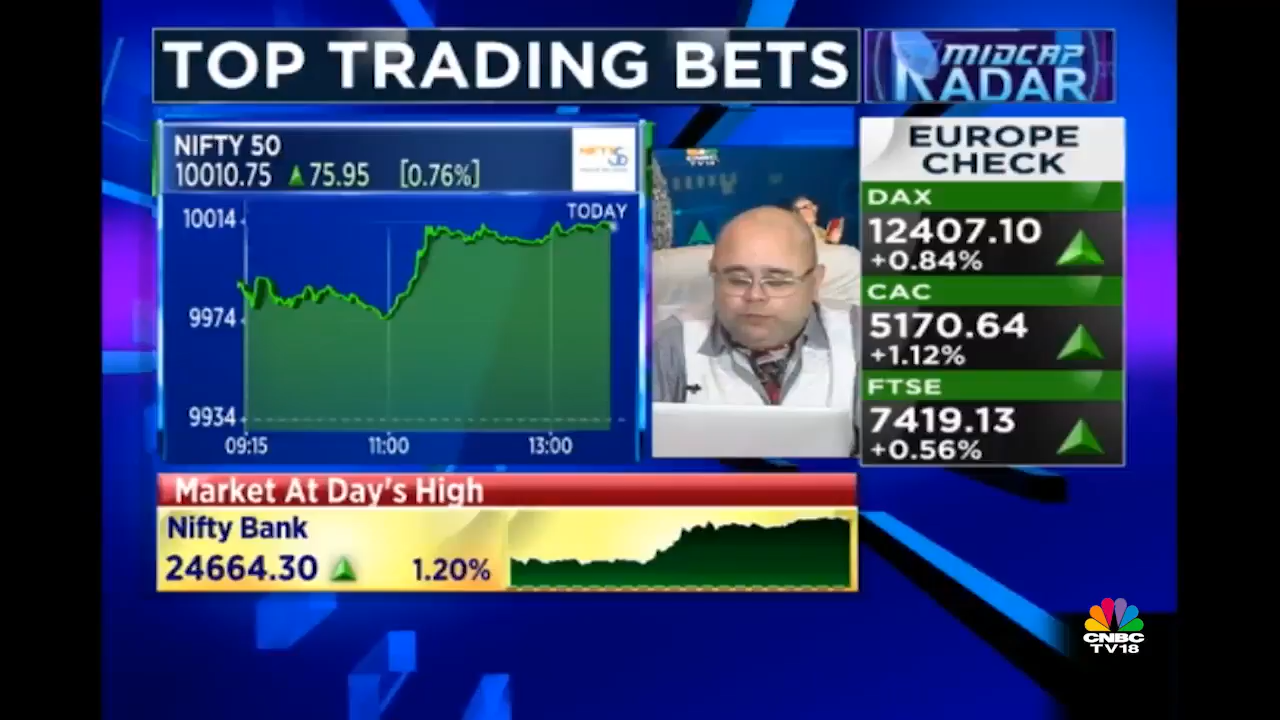 TOP TRADING BETS
MIDCAP
RADAR
NIFTY 50
10010.75 ▲ 75.95 [0.76%]
TODAY
10014
9974
9934
09:15 11:00 13:00
CNBC
TV18
EUROPE
CHECK
DAX
12407.10
+0.84%
CAC
5170.64
+1.12%
FTSE
7419.13
+0.56%
Market At Day's High
Nifty Bank
24664.30 ▲ 1.20%
CNBC
TV18